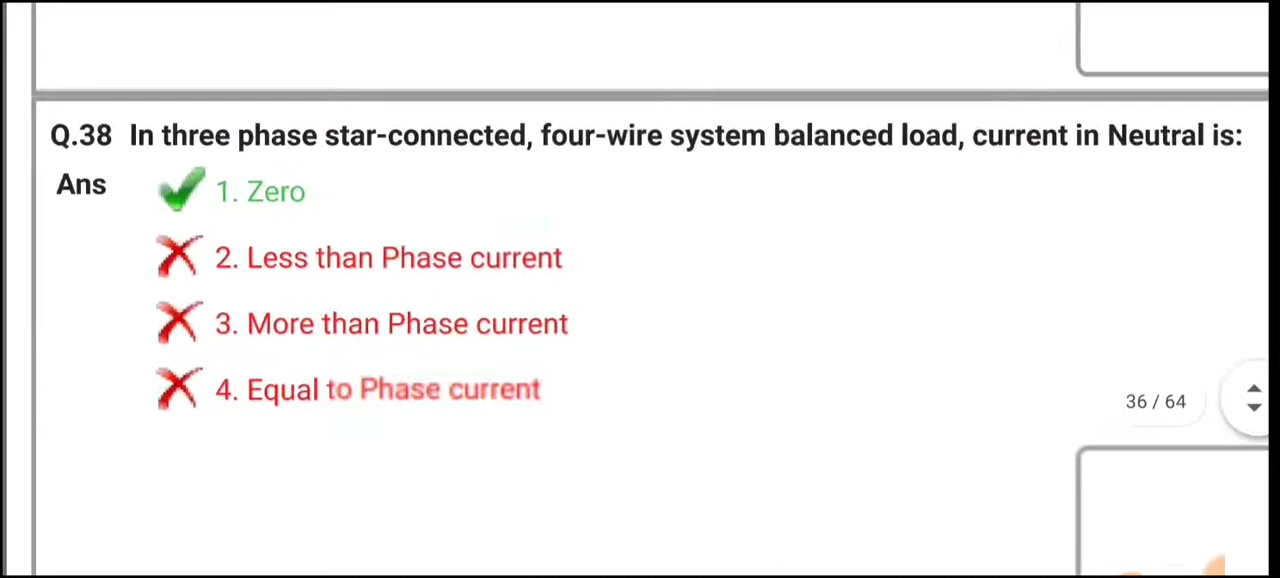 Q.38 In three phase star-connected, four-wire system balanced load, current in Neutral is:
Ans 1. Zero
2. Less than Phase current
3. More than Phase current
4. Equal to Phase current
36 / 64